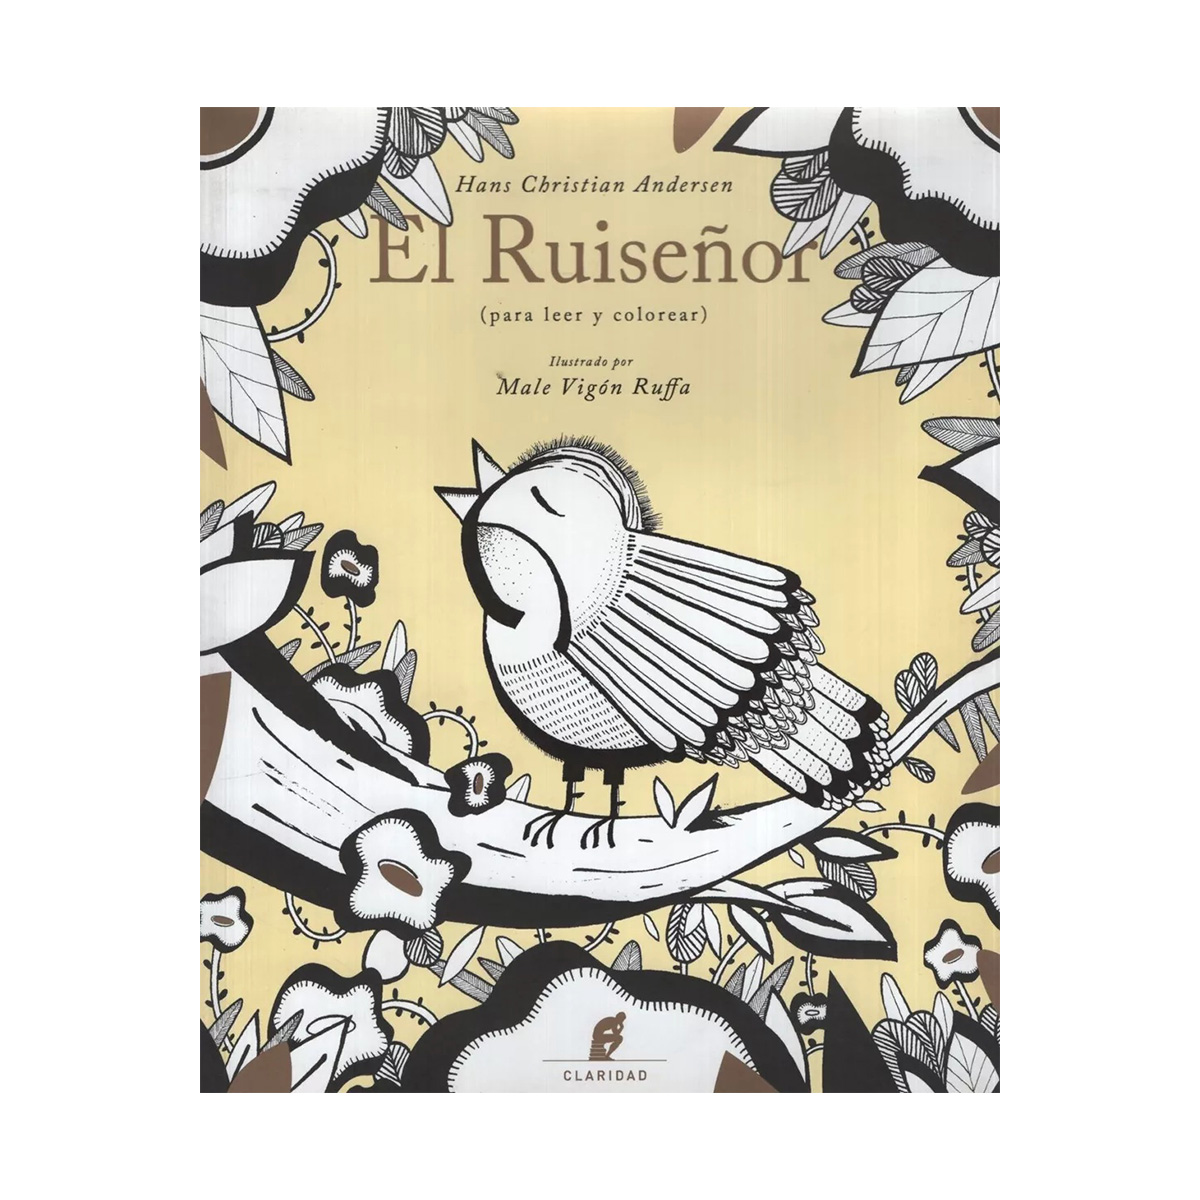 Hans Christian Andersen
El Ruiseñor
(para leer y colorear)
Ilustrado por
Male Vigón Ruffa
CLARIDAD